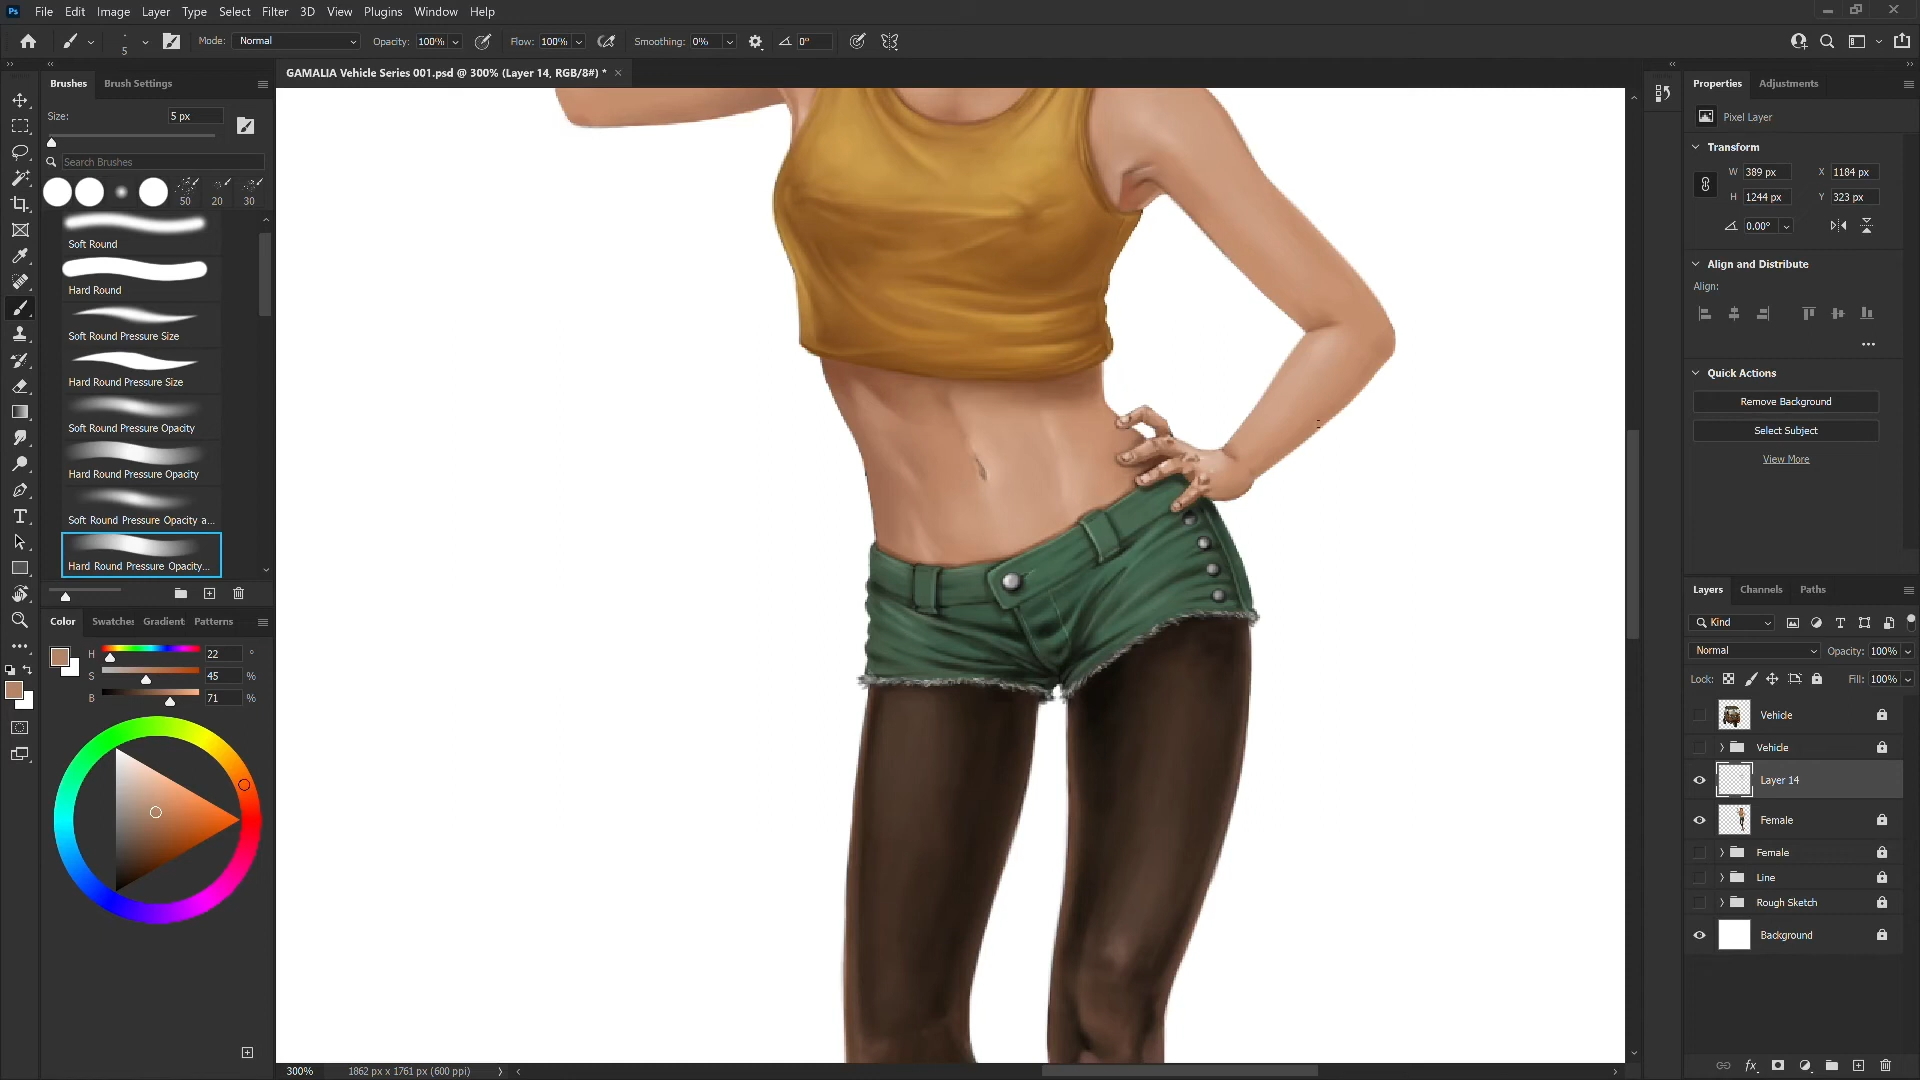 Ps File Edit Image Layer Type Select Filter 3D View Plugins Window Help
5 Mode: Normal Opacity: 100% Flow: 100% Smoothing: 0% 0°
Brushes Brush Settings
GAMALIA Vehicle Series 001.psd @ 300% (Layer 14, RGB/8#) *
Properties Adjustments
Size: 5 px
Pixel Layer
Search Brushes
Transform
W 389 px X 1184 px
H 1244 px Y 323 px
50 20 30
0.00°
Soft Round
Align and Distribute
Align:
Hard Round
Soft Round Pressure Size
Quick Actions
Hard Round Pressure Size
Remove Background
Soft Round Pressure Opacity
Select Subject
View More
Hard Round Pressure Opacity
Soft Round Pressure Opacity a...
Hard Round Pressure Opacity...
Layers Channels Paths
Color Swatches Gradient Patterns
Kind
H 22 °
Normal Opacity: 100%
S 45 %
Lock: Fill: 100%
B 71 %
Vehicle
Vehicle
Layer 14
Female
Female
Line
Rough Sketch
Background
300% 1862 px x 1761 px (600 ppi)
fx